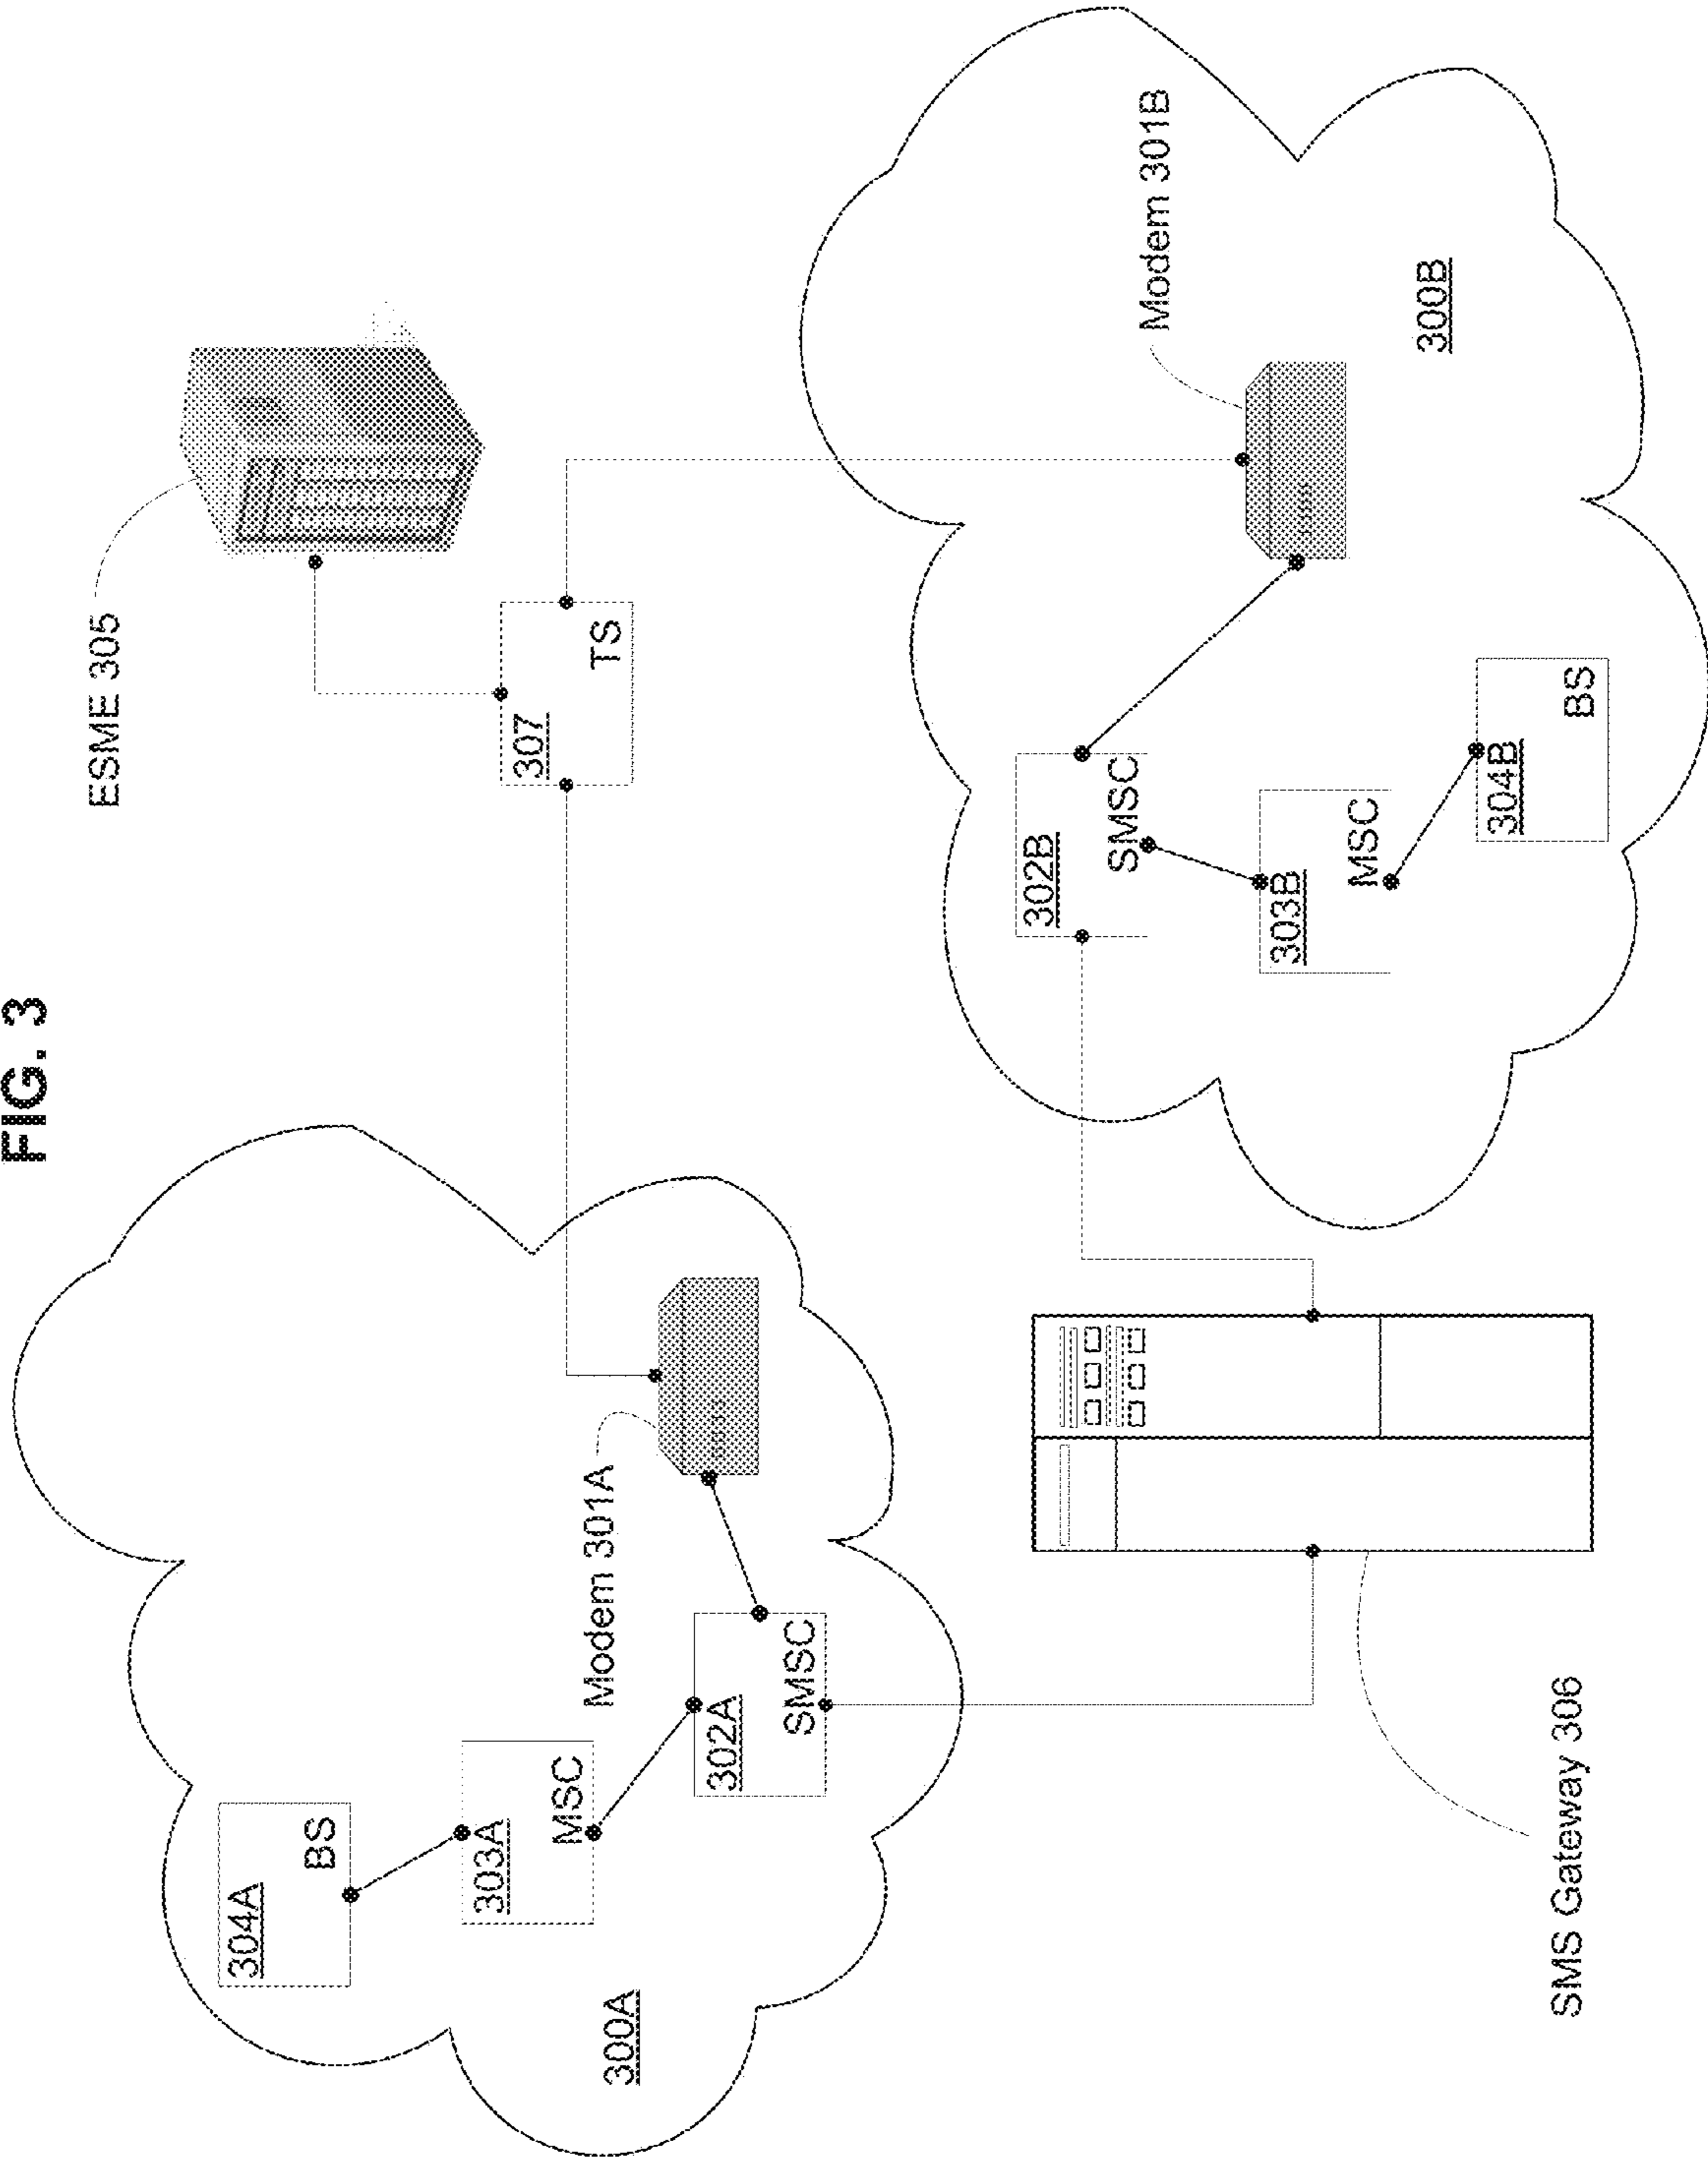 FIG. 3
304A
BS
303A
MSC
300A
Modem 301A
302A
SMSC
ESME 305
307
TS
Modem 301B
302B
SMSC
303B
MSC
304B
BS
300B
SMS Gateway 306